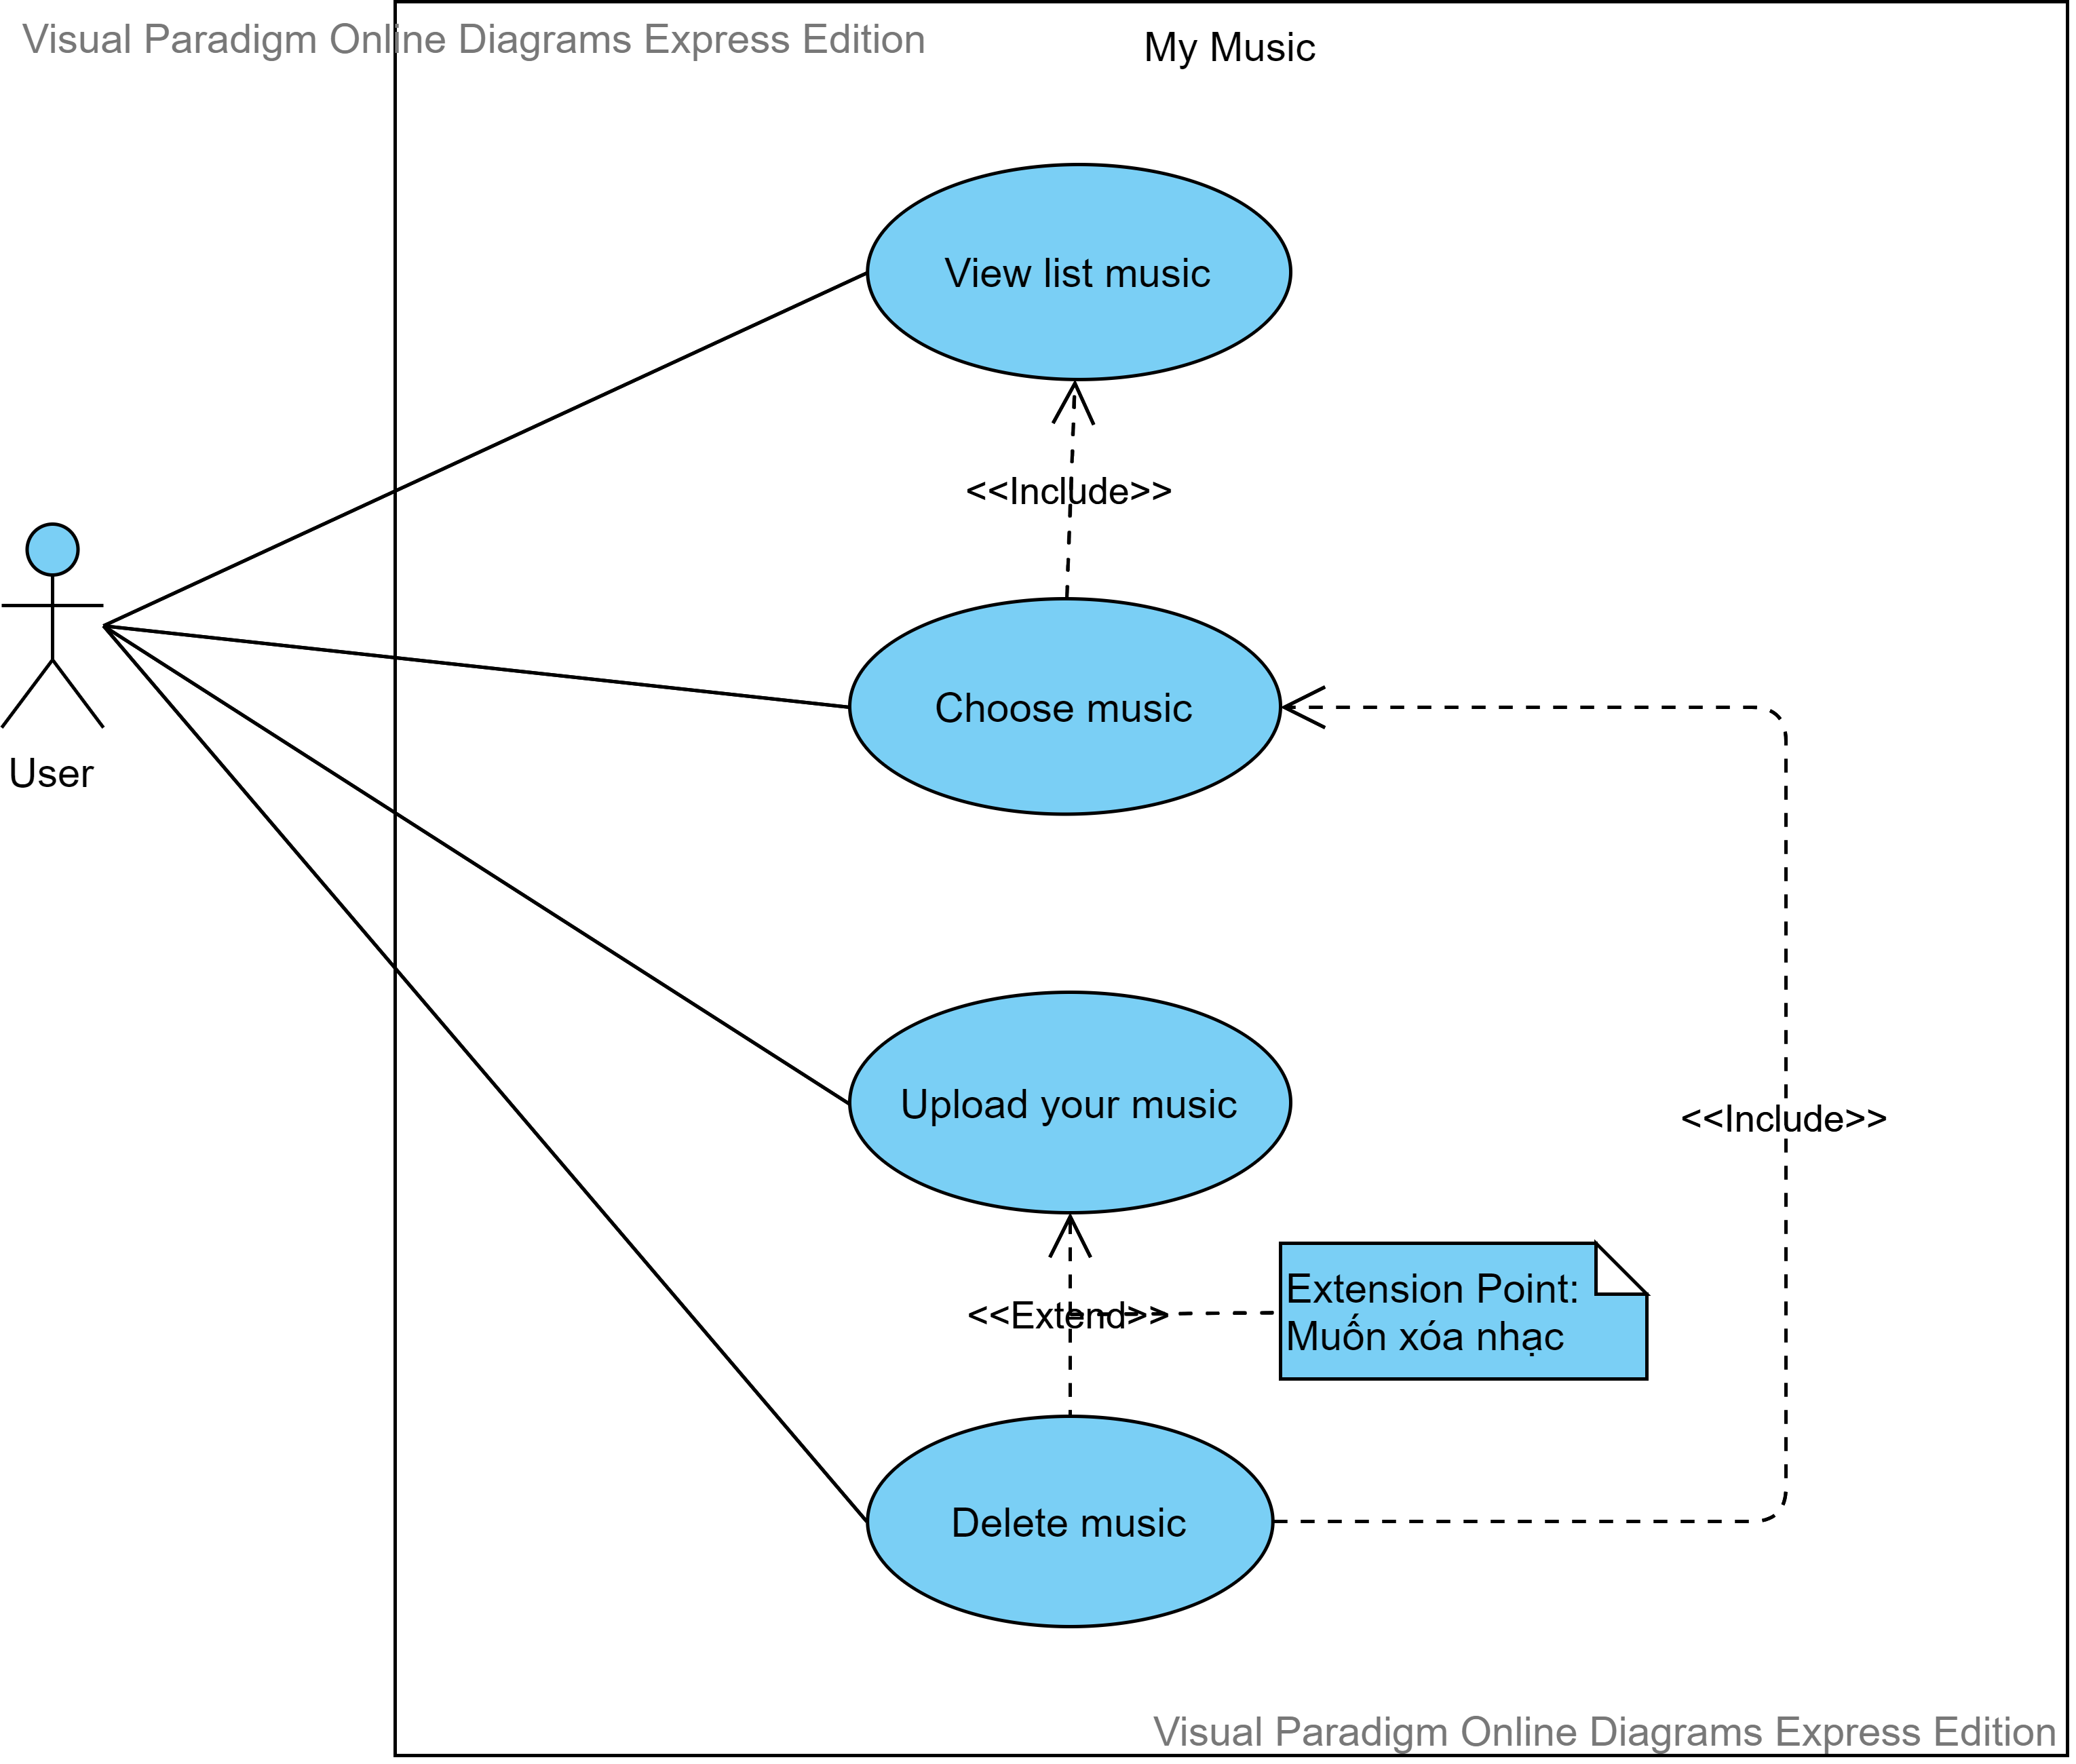 Visual Paradigm Online Diagrams Express Edition
My Music
View list music
<<Include>>
Choose music
User
Upload your music
<<Include>>
Extension Point:
Muốn xóa nhạc
<<Extend>>
Delete music
Visual Paradigm Online Diagrams Express Edition